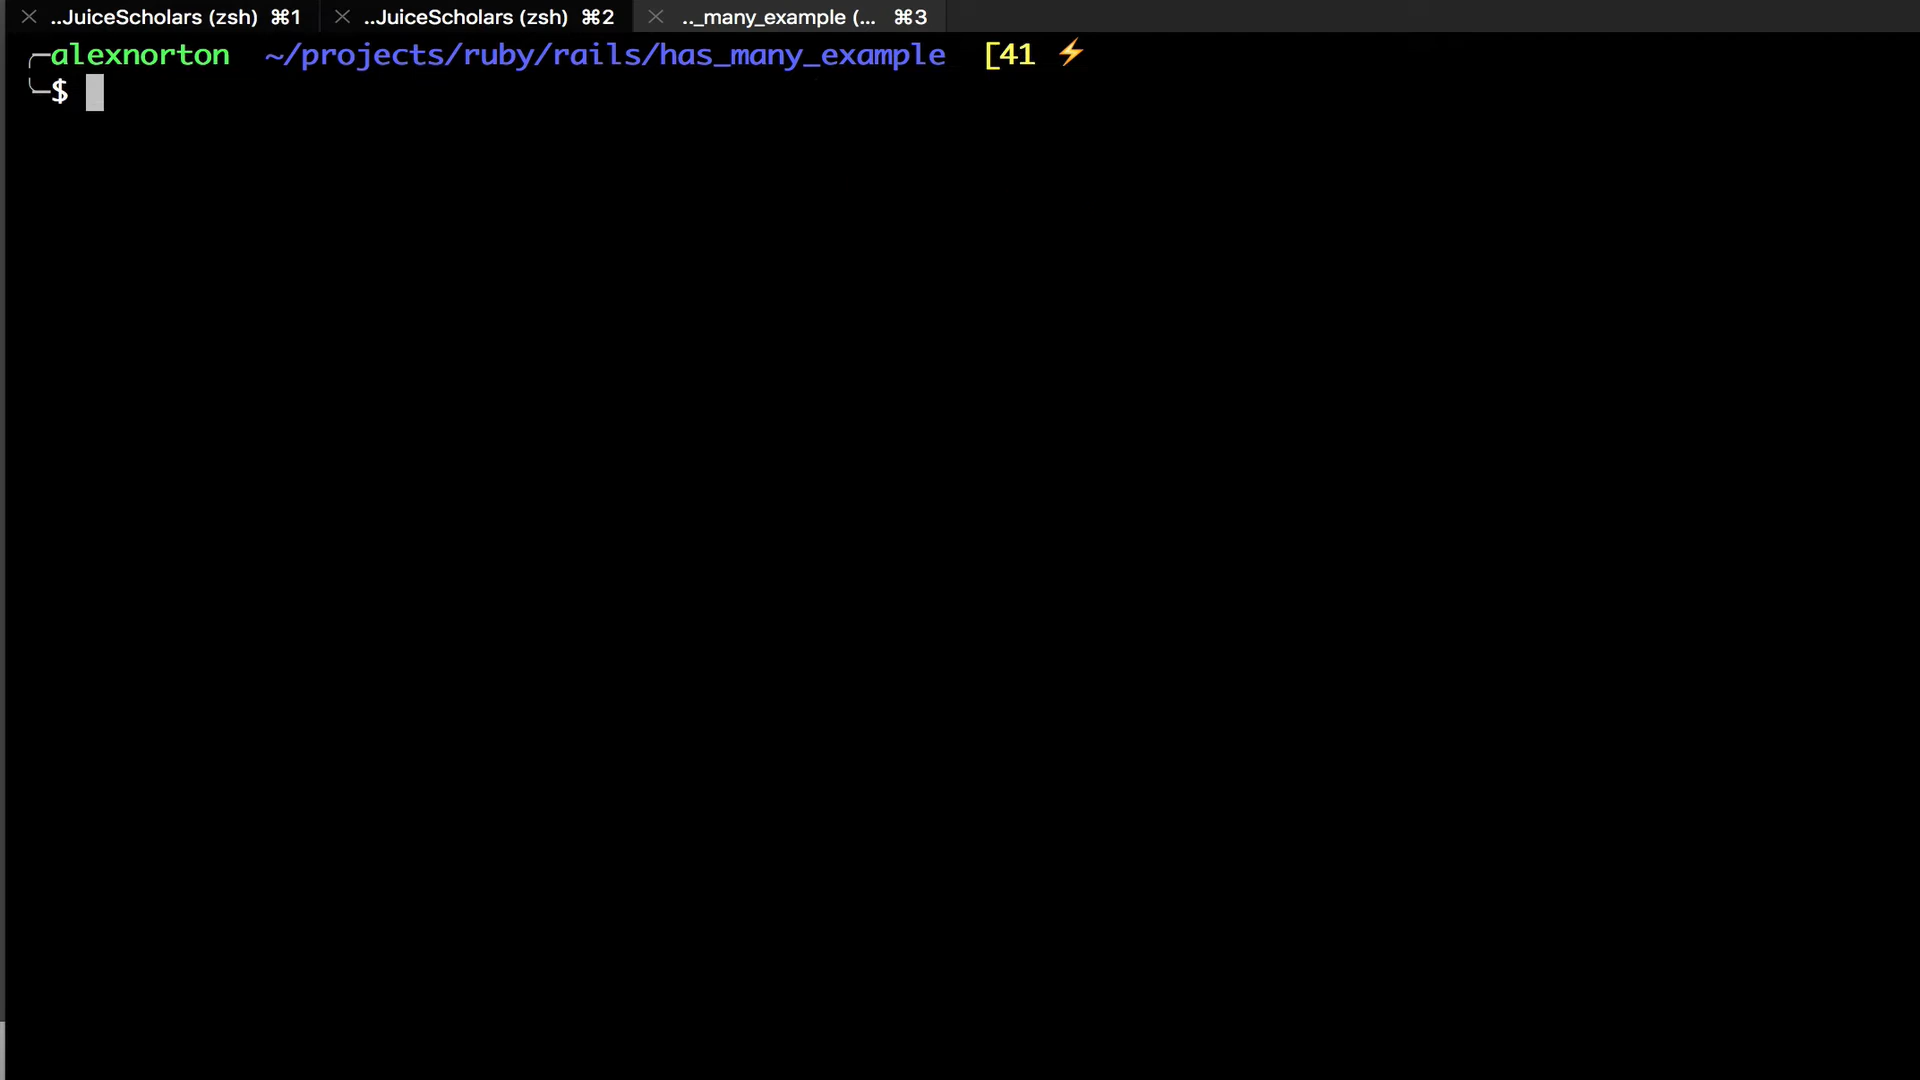 ..JuiceScholars (zsh) ⌘1 ..JuiceScholars (zsh) ⌘2 .._many_example (... ⌘3
alexnorton ~/projects/ruby/rails/has_many_example [41 ⚡
$